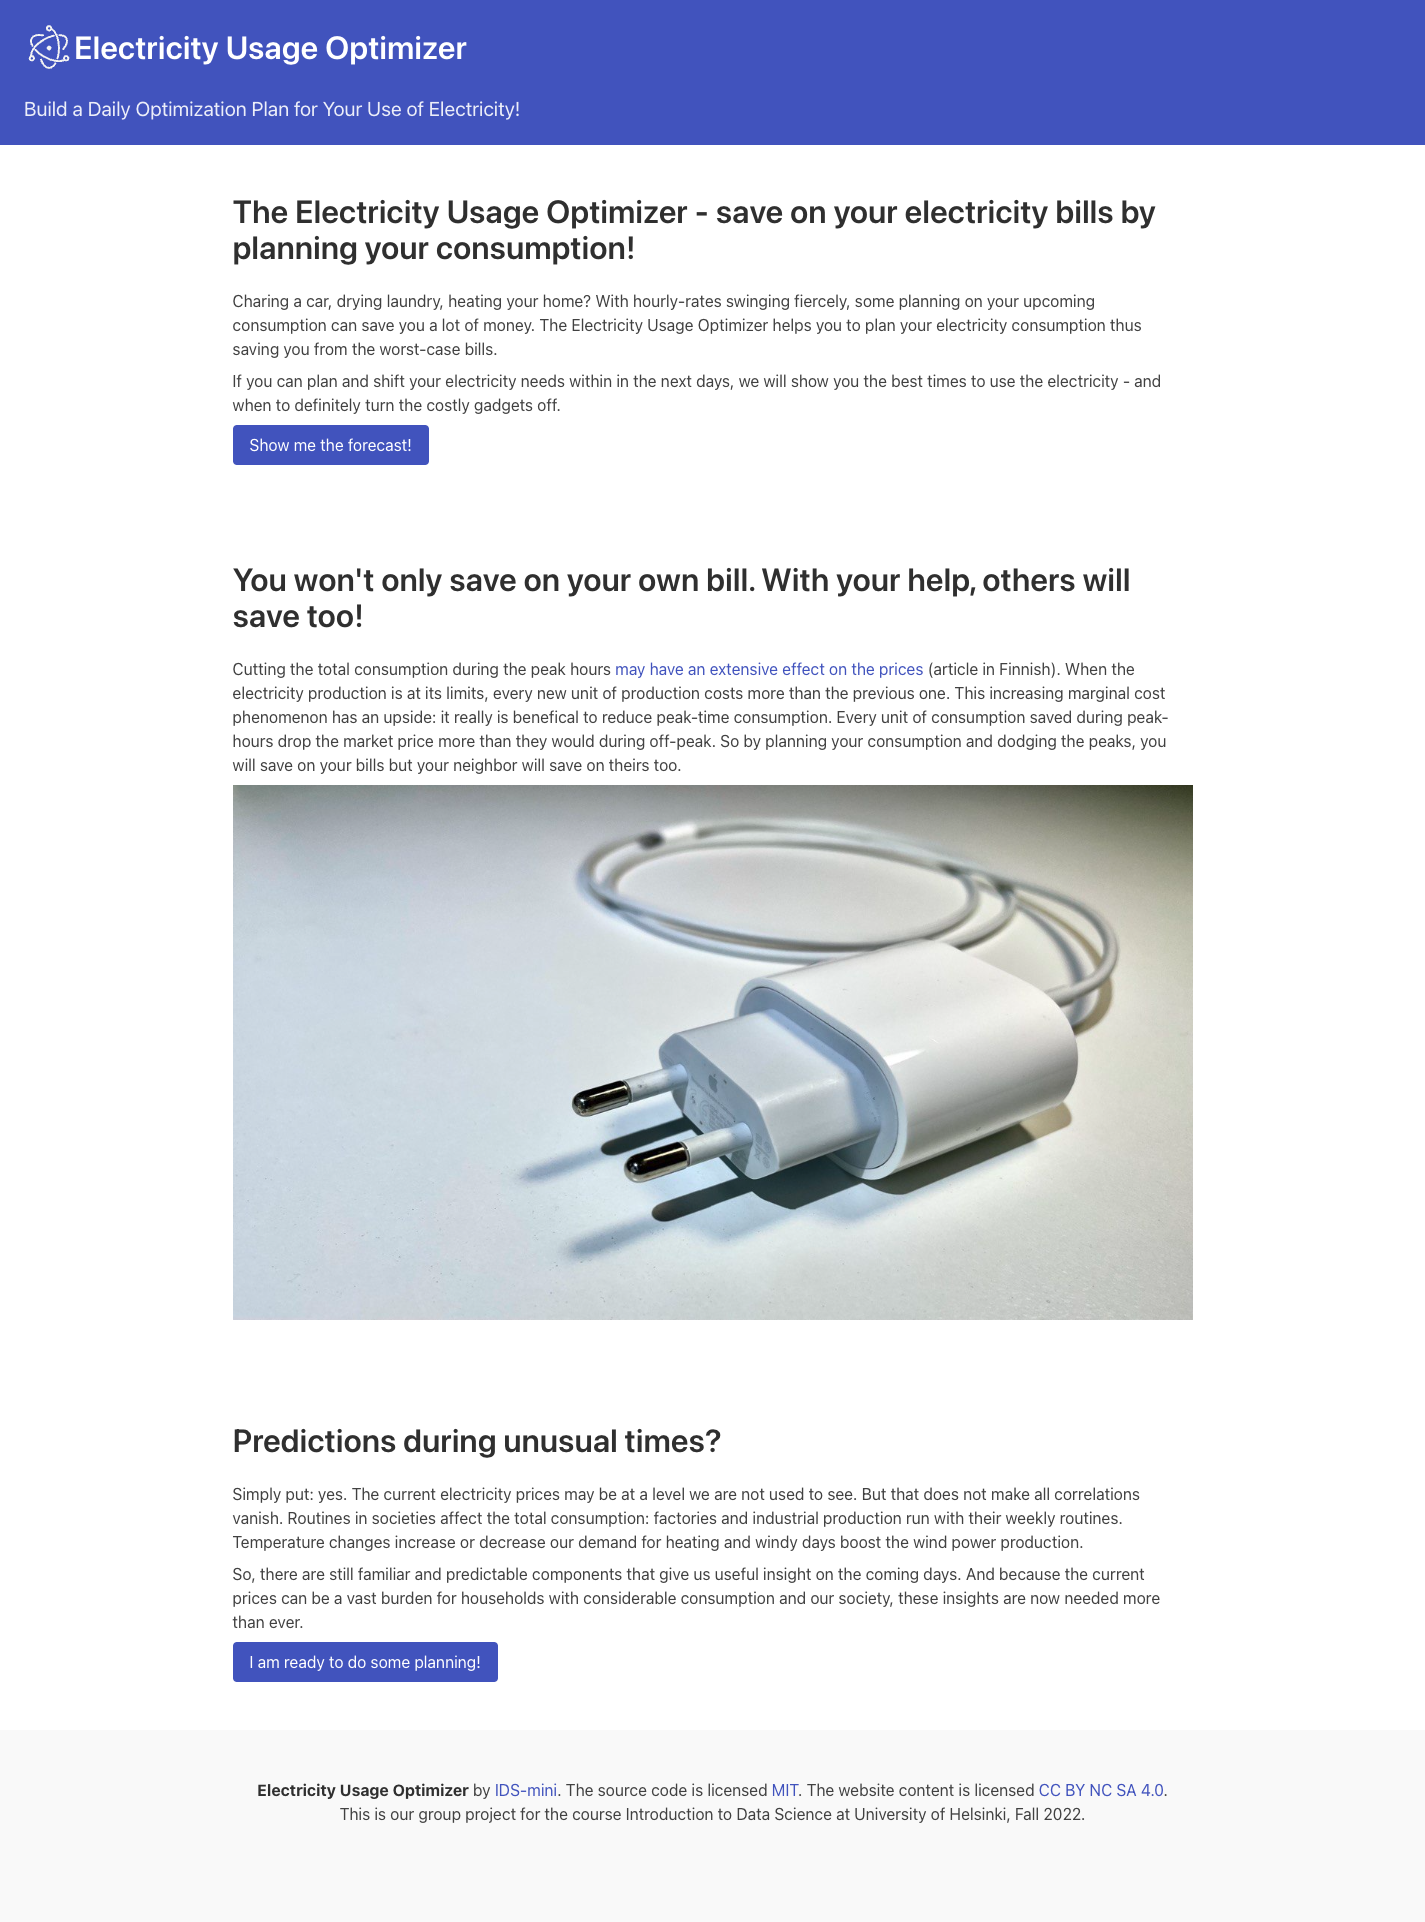 Electricity Usage Optimizer
Build a Daily Optimization Plan for Your Use of Electricity!
The Electricity Usage Optimizer - save on your electricity bills by
planning your consumption!
Charing a car, drying laundry, heating your home? With hourly-rates swinging fiercely, some planning on your upcoming
consumption can save you a lot of money. The Electricity Usage Optimizer helps you to plan your electricity consumption thus
saving you from the worst-case bills.
If you can plan and shift your electricity needs within in the next days, we will show you the best times to use the electricity - and
when to definitely turn the costly gadgets off.
Show me the forecast!
You won't only save on your own bill. With your help, others will
save too!
Cutting the total consumption during the peak hours may have an extensive effect on the prices (article in Finnish). When the
electricity production is at its limits, every new unit of production costs more than the previous one. This increasing marginal cost
phenomenon has an upside: it really is benefical to reduce peak-time consumption. Every unit of consumption saved during peak-
hours drop the market price more than they would during off-peak. So by planning your consumption and dodging the peaks, you
will save on your bills but your neighbor will save on theirs too.
Predictions during unusual times?
Simply put: yes. The current electricity prices may be at a level we are not used to see. But that does not make all correlations
vanish. Routines in societies affect the total consumption: factories and industrial production run with their weekly routines.
Temperature changes increase or decrease our demand for heating and windy days boost the wind power production.
So, there are still familiar and predictable components that give us useful insight on the coming days. And because the current
prices can be a vast burden for households with considerable consumption and our society, these insights are now needed more
than ever.
I am ready to do some planning!
Electricity Usage Optimizer by IDS-mini. The source code is licensed MIT. The website content is licensed CC BY NC SA 4.0.
This is our group project for the course Introduction to Data Science at University of Helsinki, Fall 2022.